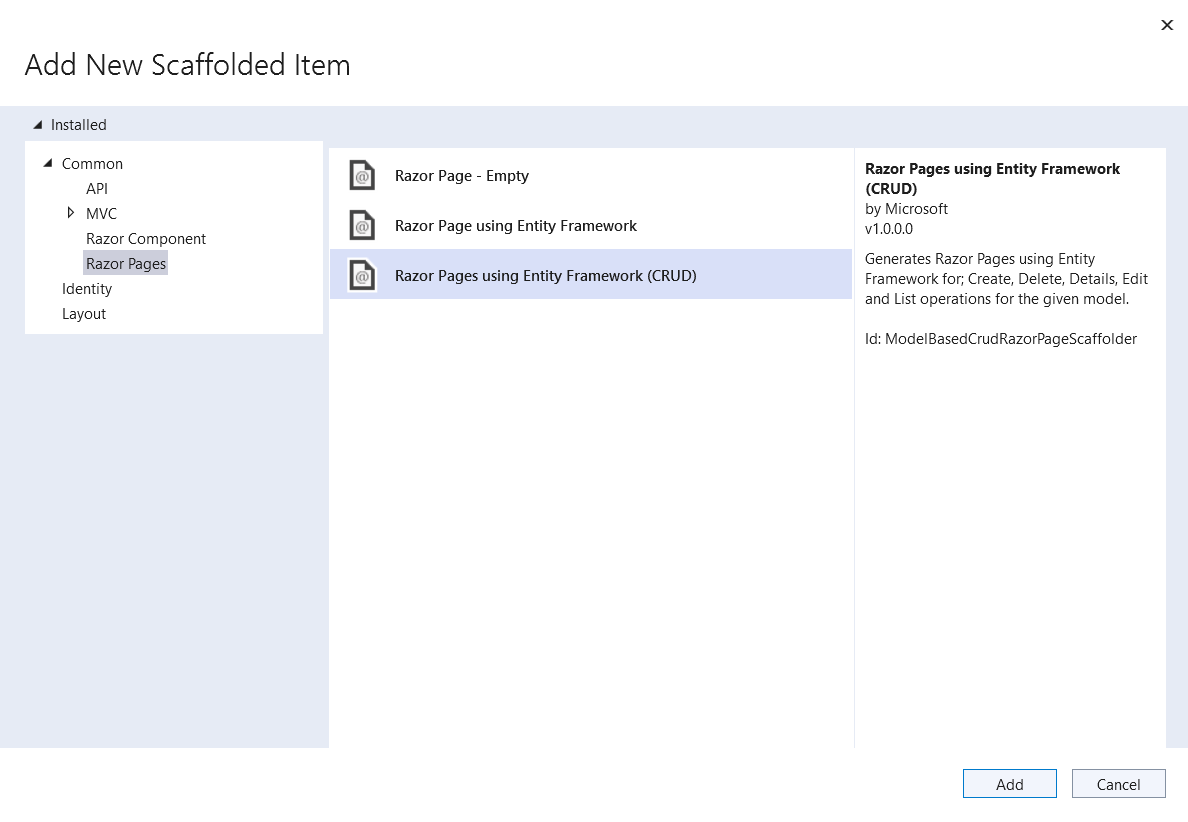 Add New Scaffolded Item
Installed
Common
API
MVC
Razor Component
Razor Pages
Identity
Layout
Razor Page - Empty
Razor Page using Entity Framework
Razor Pages using Entity Framework (CRUD)
Razor Pages using Entity Framework
(CRUD)
by Microsoft
v1.0.0.0
Generates Razor Pages using Entity
Framework for; Create, Delete, Details, Edit
and List operations for the given model.
Id: ModelBasedCrudRazorPageScaffolder
Add
Cancel